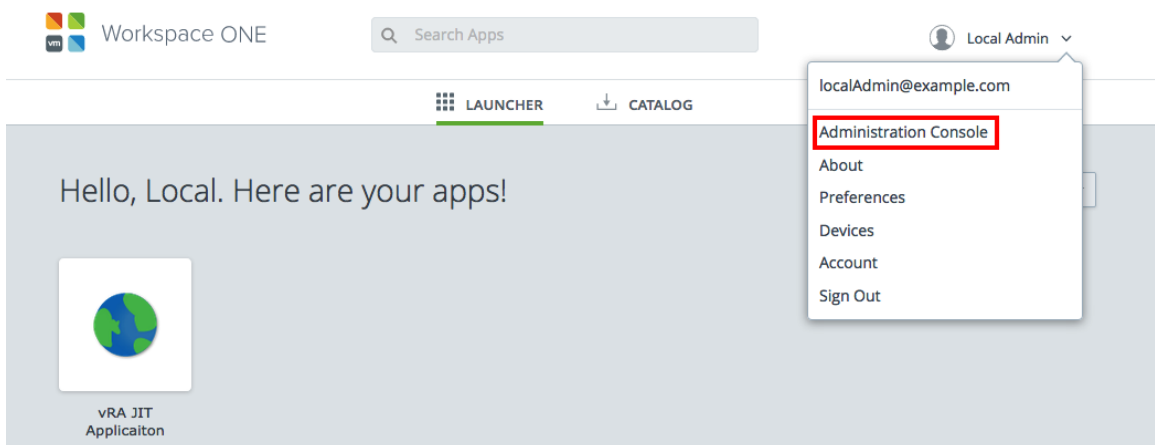 vm
Workspace ONE
Search Apps
Local Admin
localAdmin@example.com
LAUNCHER
CATALOG
Administration Console
About
Preferences
Devices
Account
Sign Out
Hello, Local. Here are your apps!
vRA JIT
Applicaiton